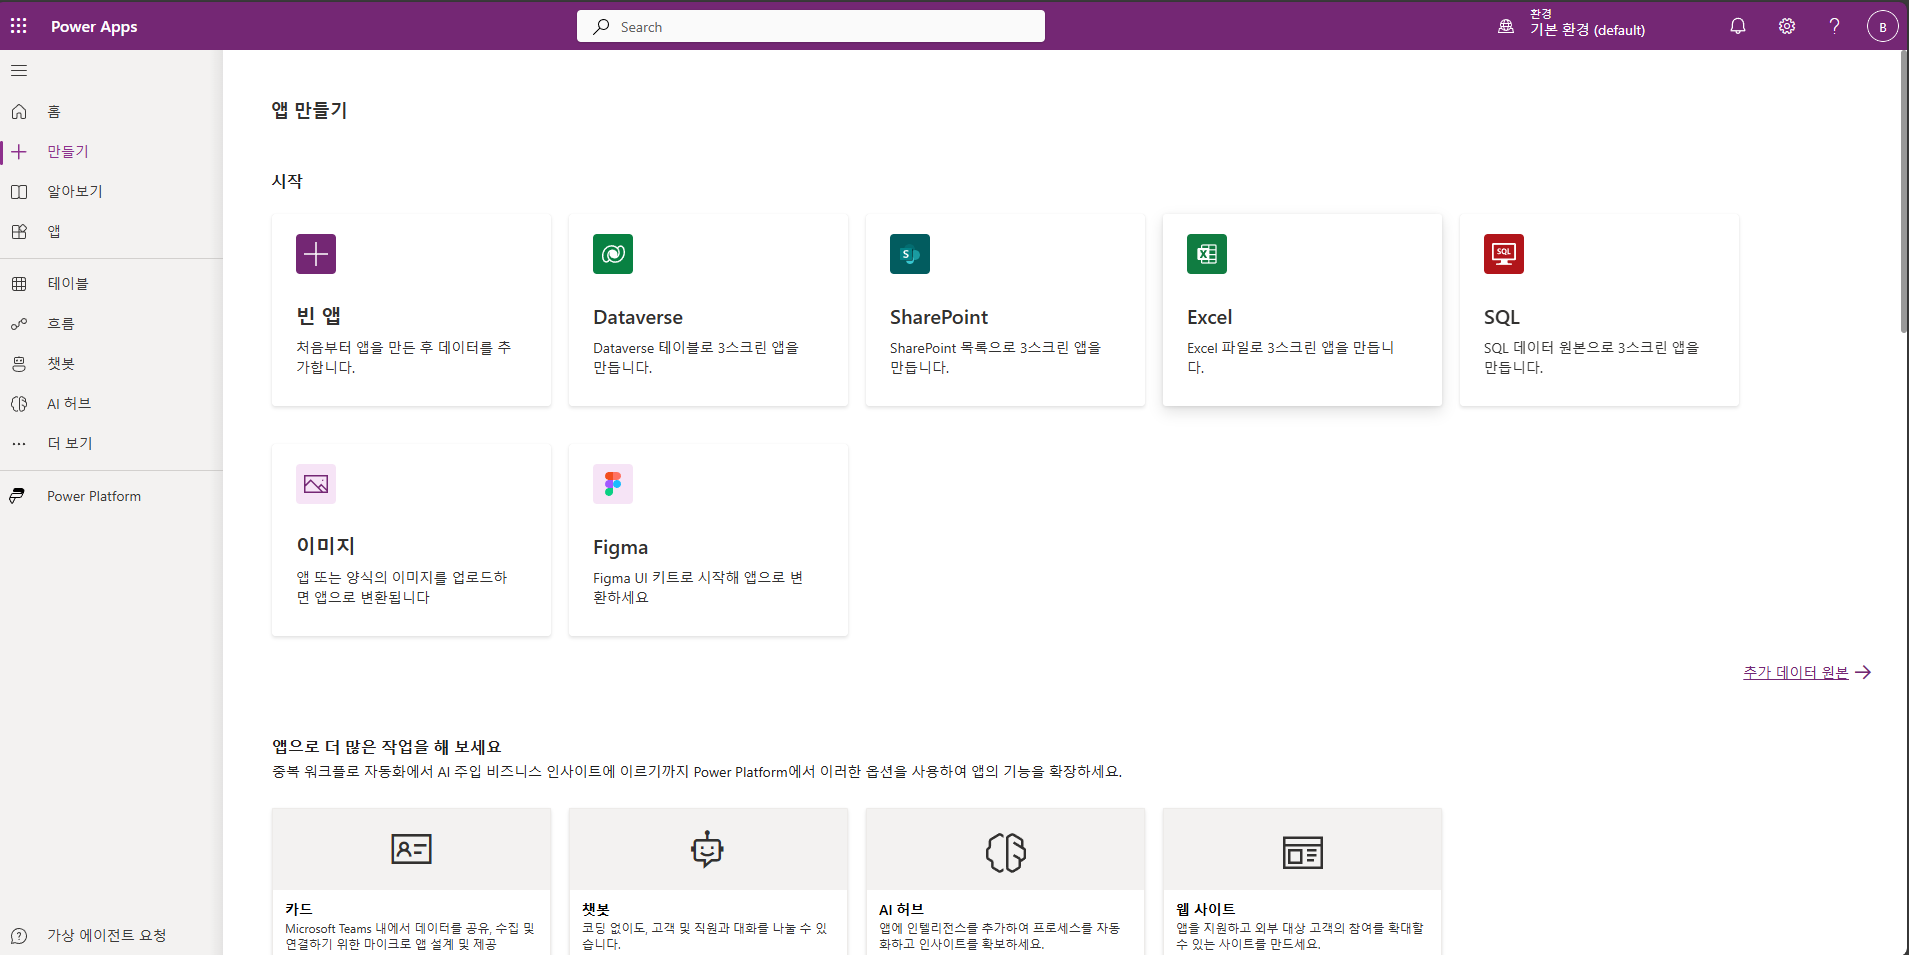 Power Apps
Search
환경
기본 환경 (default)
B
홈
만들기
알아보기
앱
테이블
흐름
챗봇
AI 허브
더 보기
Power Platform
가상 에이전트 요청
앱 만들기
시작
빈 앱
처음부터 앱을 만든 후 데이터를 추
가합니다.
Dataverse
Dataverse 테이블로 3스크린 앱을
만듭니다.
S
SharePoint
SharePoint 목록으로 3스크린 앱을
만듭니다.
X
Excel
Excel 파일로 3스크린 앱을 만듭니
다.
SQL
SQL
SQL 데이터 원본으로 3스크린 앱을
만듭니다.
이미지
앱 또는 양식의 이미지를 업로드하
면 앱으로 변환됩니다
Figma
Figma UI 키트로 시작해 앱으로 변
환하세요
추가 데이터 원본
앱으로 더 많은 작업을 해 보세요
중복 워크플로 자동화에서 AI 주입 비즈니스 인사이트에 이르기까지 Power Platform에서 이러한 옵션을 사용하여 앱의 기능을 확장하세요.
카드
Microsoft Teams 내에서 데이터를 공유, 수집 및
연결하기 위한 마이크로 앱 설계 및 제공
챗봇
코딩 없이도, 고객 및 직원과 대화를 나눌 수 있
습니다.
AI 허브
앱에 인텔리전스를 추가하여 프로세스를 자동
화하고 인사이트를 확보하세요.
웹 사이트
앱을 지원하고 외부 대상 고객의 참여를 확대할
수 있는 사이트를 만드세요.